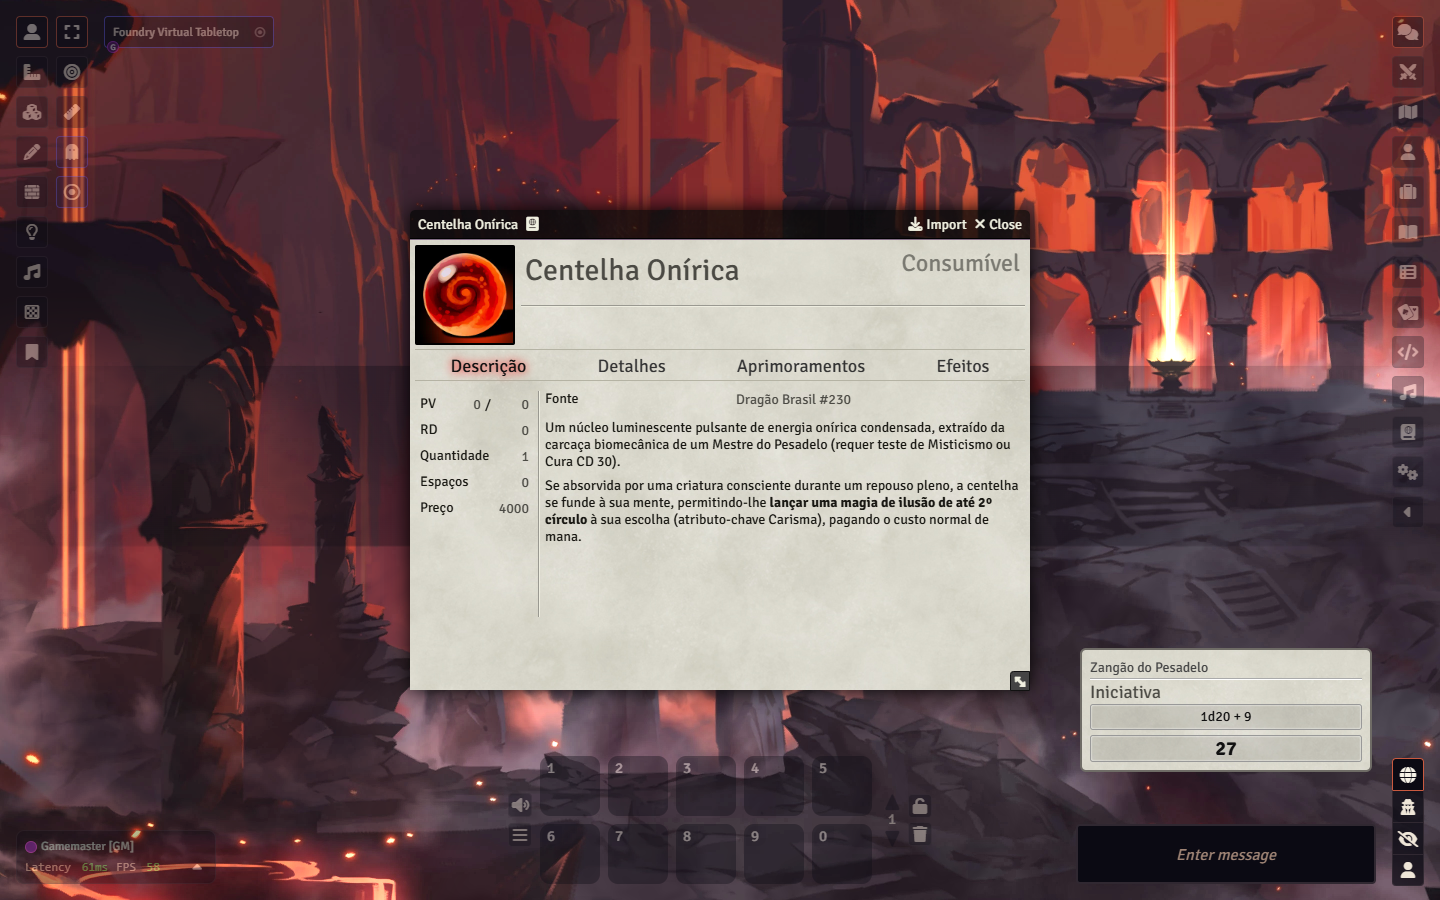 Foundry Virtual Tabletop
G
Centelha Onírica
Import
Close
Centelha Onírica
Consumível
Descrição
Detalhes
Aprimoramentos
Efeitos
PV 0 / 0
RD 0
Quantidade 1
Espaços 0
Preço 4000
Fonte Dragão Brasil #230
Um núcleo luminescente pulsante de energia onírica condensada, extraído da
carcaça biomecânica de um Mestre do Pesadelo (requer teste de Misticismo ou
Cura CD 30).
Se absorvida por uma criatura consciente durante um repouso pleno, a centelha
se funde à sua mente, permitindo-lhe lançar uma magia de ilusão de até 2º
círculo à sua escolha (atributo-chave Carisma), pagando o custo normal de
mana.
Zangão do Pesadelo
Iniciativa
1d20 + 9
27
1 2 3 4 5
1
6 7 8 9 0
Gamemaster [GM]
Latency 61ms FPS 58
Enter message